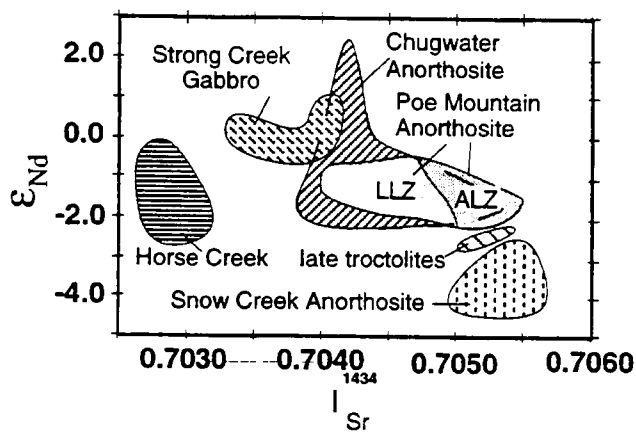 Strong Creek
Gabbro
Chugwater
Anorthosite
Poe Mountain
Anorthosite
2.0
0.0
-2.0
-4.0
εNd
LLZ
ALZ
Horse Creek
late troctolites
Snow Creek Anorthosite
0.7030
0.7040
0.7050
0.7060
1434
I
Sr